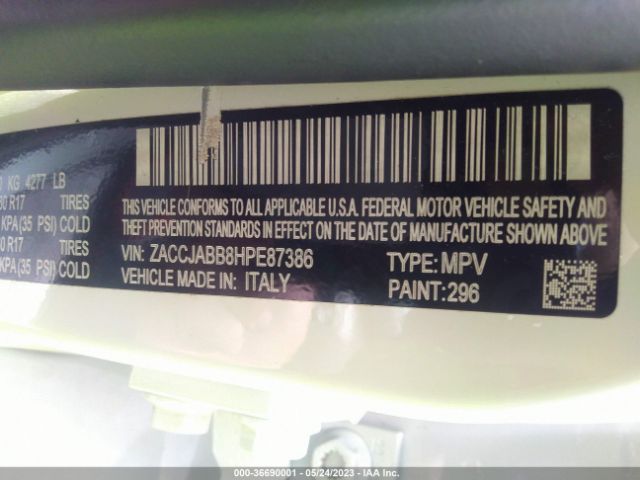 KG 4277 LB
R17 TIRES
KPA (35 PSI) COLD
R17 TIRES
KPA (35 PSI) COLD
THIS VEHICLE CONFORMS TO ALL APPLICABLE U.S.A. FEDERAL MOTOR VEHICLE SAFETY AND
THEFT PREVENTION STANDARDS IN EFFECT ON THE DATE OF MANUFACTURE SHOWN ABOVE
VIN: ZACCJABB8HPE87386 TYPE: MPV
VEHICLE MADE IN: ITALY PAINT: 296
000-36690001 - 05/24/2023 - IAA Inc.